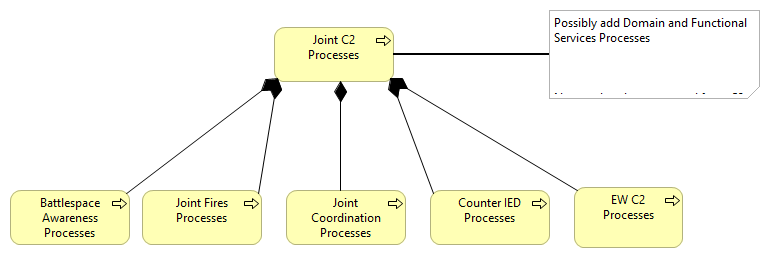 Joint C2
Processes
Possibly add Domain and Functional
Services Processes
Battlespace
Awareness
Processes
Joint Fires
Processes
Joint
Coordination
Processes
Counter IED
Processes
EW C2
Processes